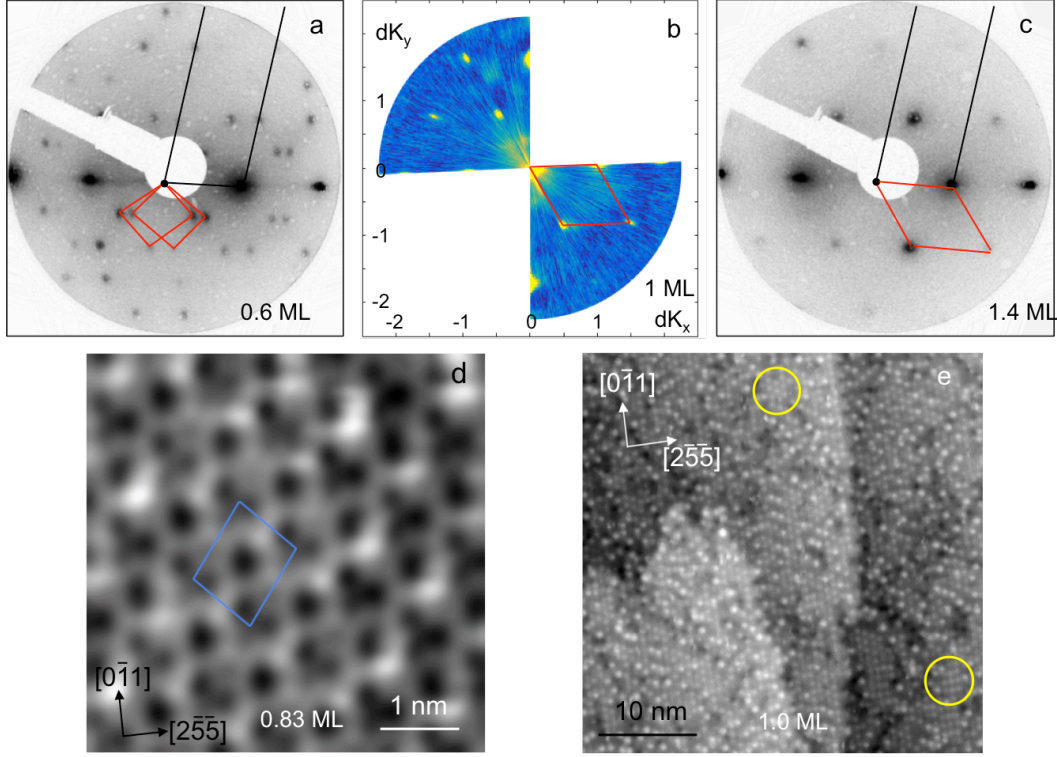 a
0.6 ML
dKy
b
1
0
-1
-2
-2
-1
0
1
1 ML
dKx
c
1.4 ML
d
[01̄1]
[25̄5̄]
0.83 ML
1 nm
e
[01̄1]
[25̄5̄]
10 nm
1.0 ML